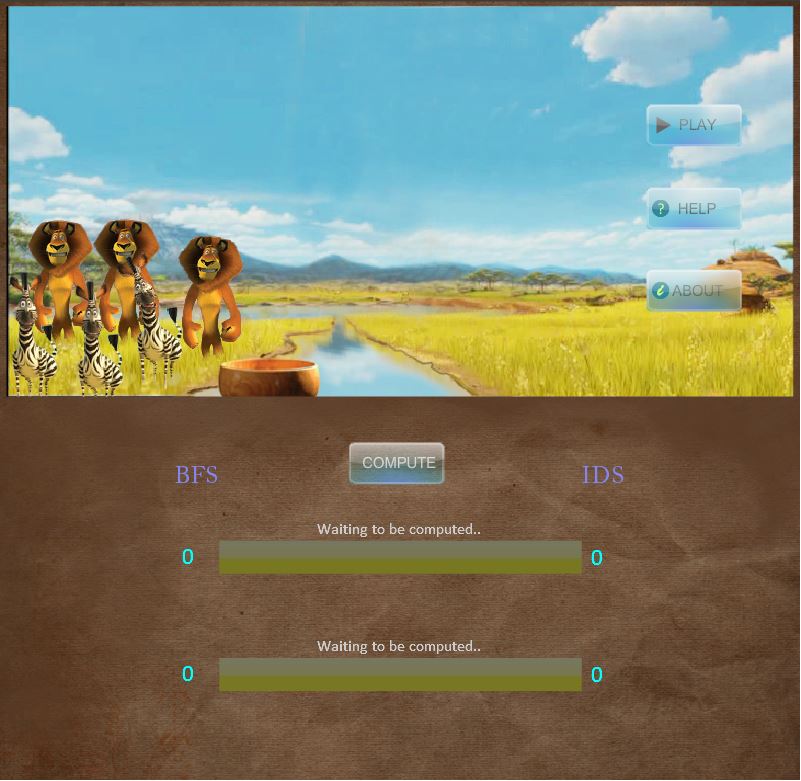 PLAY
HELP
ABOUT
COMPUTE
BFS
IDS
Waiting to be computed..
0
0
Waiting to be computed..
0
0